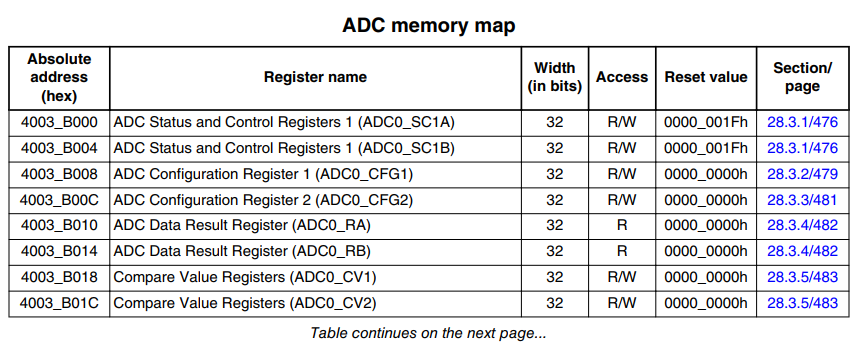 ADC memory map
Absolute address (hex) Register name Width (in bits) Access Reset value Section/ page
4003_B000 ADC Status and Control Registers 1 (ADC0_SC1A) 32 R/W 0000_001Fh 28.3.1/476
4003_B004 ADC Status and Control Registers 1 (ADC0_SC1B) 32 R/W 0000_001Fh 28.3.1/476
4003_B008 ADC Configuration Register 1 (ADC0_CFG1) 32 R/W 0000_0000h 28.3.2/479
4003_B00C ADC Configuration Register 2 (ADC0_CFG2) 32 R/W 0000_0000h 28.3.3/481
4003_B010 ADC Data Result Register (ADC0_RA) 32 R 0000_0000h 28.3.4/482
4003_B014 ADC Data Result Register (ADC0_RB) 32 R 0000_0000h 28.3.4/482
4003_B018 Compare Value Registers (ADC0_CV1) 32 R/W 0000_0000h 28.3.5/483
4003_B01C Compare Value Registers (ADC0_CV2) 32 R/W 0000_0000h 28.3.5/483
Table continues on the next page...